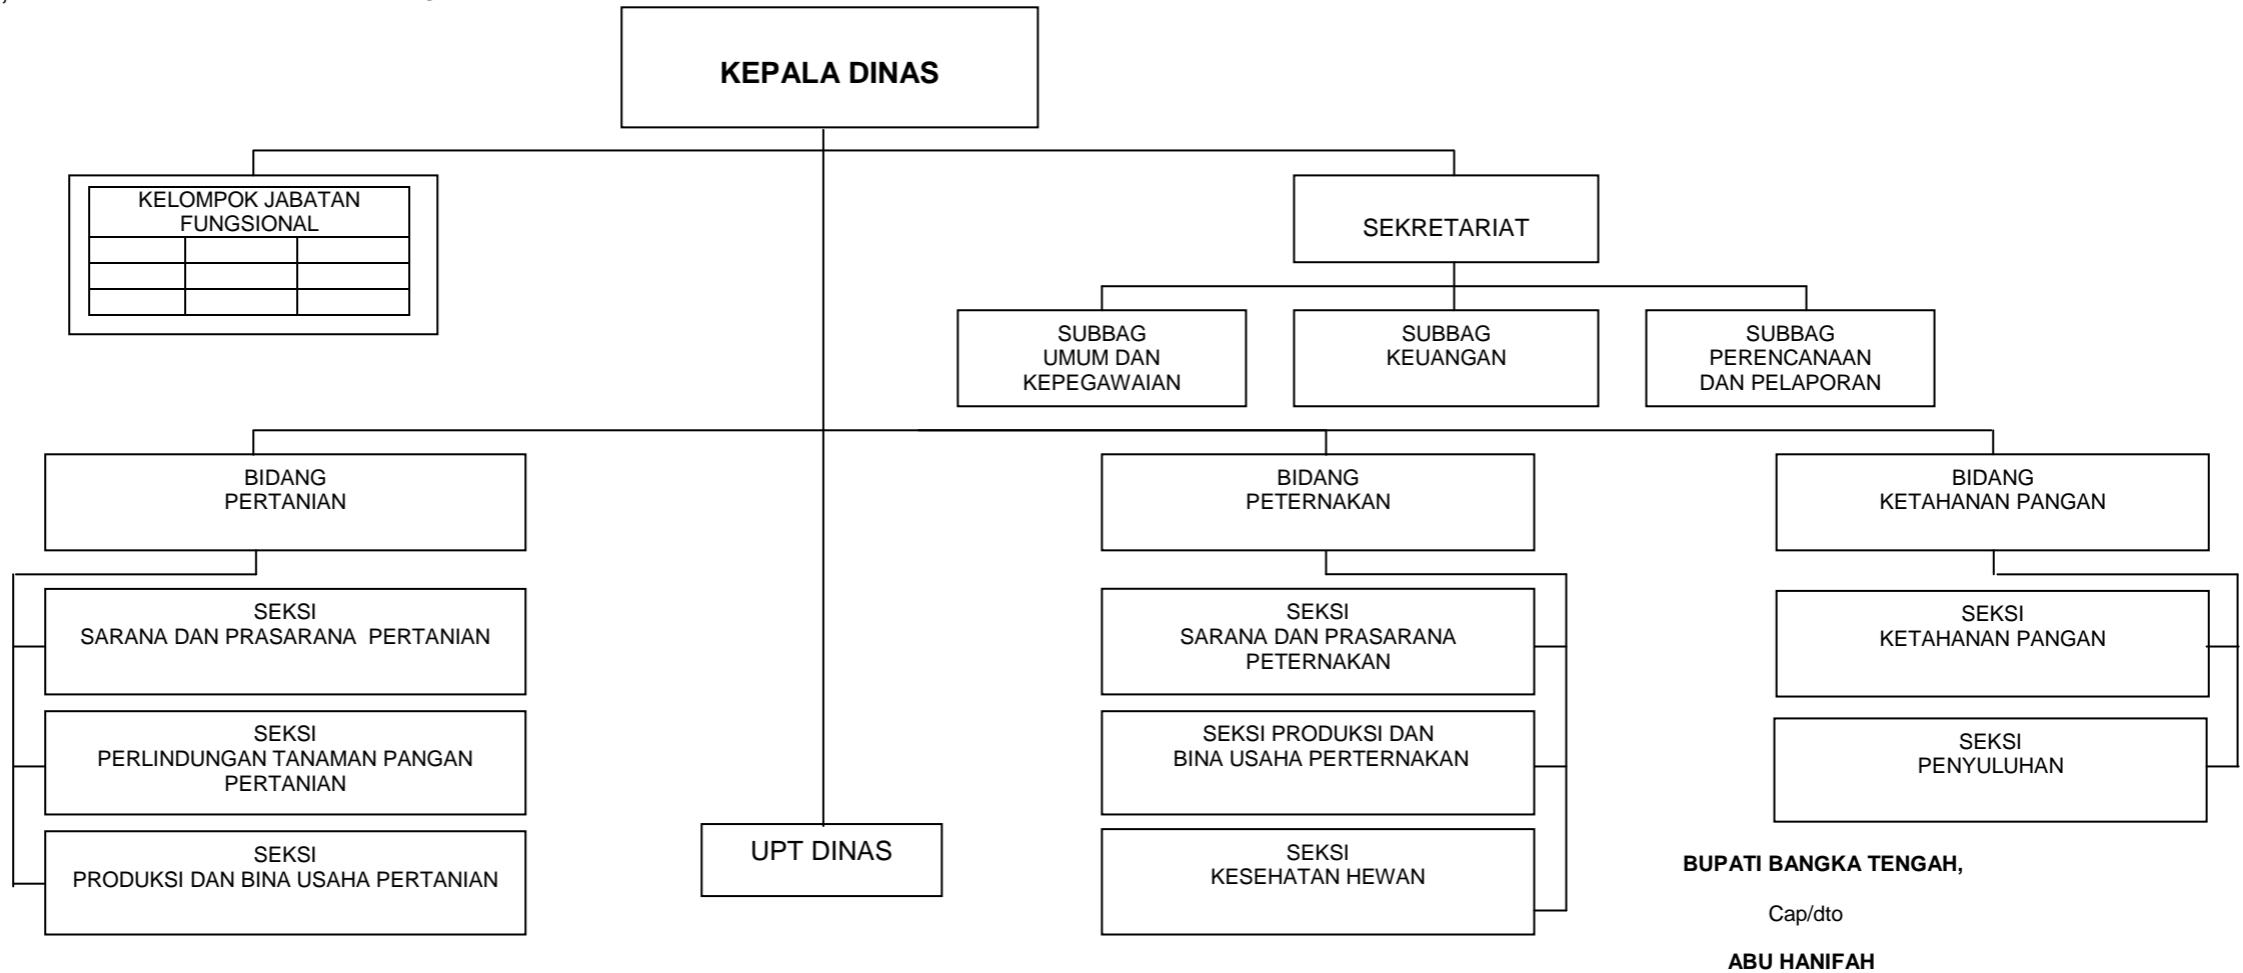 KEPALA DINAS
KELOMPOK JABATAN
FUNGSIONAL
SEKRETARIAT
SUBBAG
UMUM DAN
KEPEGAWAIAN
SUBBAG
KEUANGAN
SUBBAG
PERENCANAAN
DAN PELAPORAN
BIDANG
PERTANIAN
BIDANG
PETERNAKAN
BIDANG
KETAHANAN PANGAN
SEKSI
SARANA DAN PRASARANA  PERTANIAN
SEKSI
SARANA DAN PRASARANA
PETERNAKAN
SEKSI
KETAHANAN PANGAN
SEKSI
PERLINDUNGAN TANAMAN PANGAN
PERTANIAN
SEKSI PRODUKSI DAN
BINA USAHA PERTERNAKAN
SEKSI
PENYULUHAN
UPT DINAS
SEKSI
PRODUKSI DAN BINA USAHA PERTANIAN
SEKSI
KESEHATAN HEWAN
BUPATI BANGKA TENGAH,
Cap/dto
ABU HANIFAH